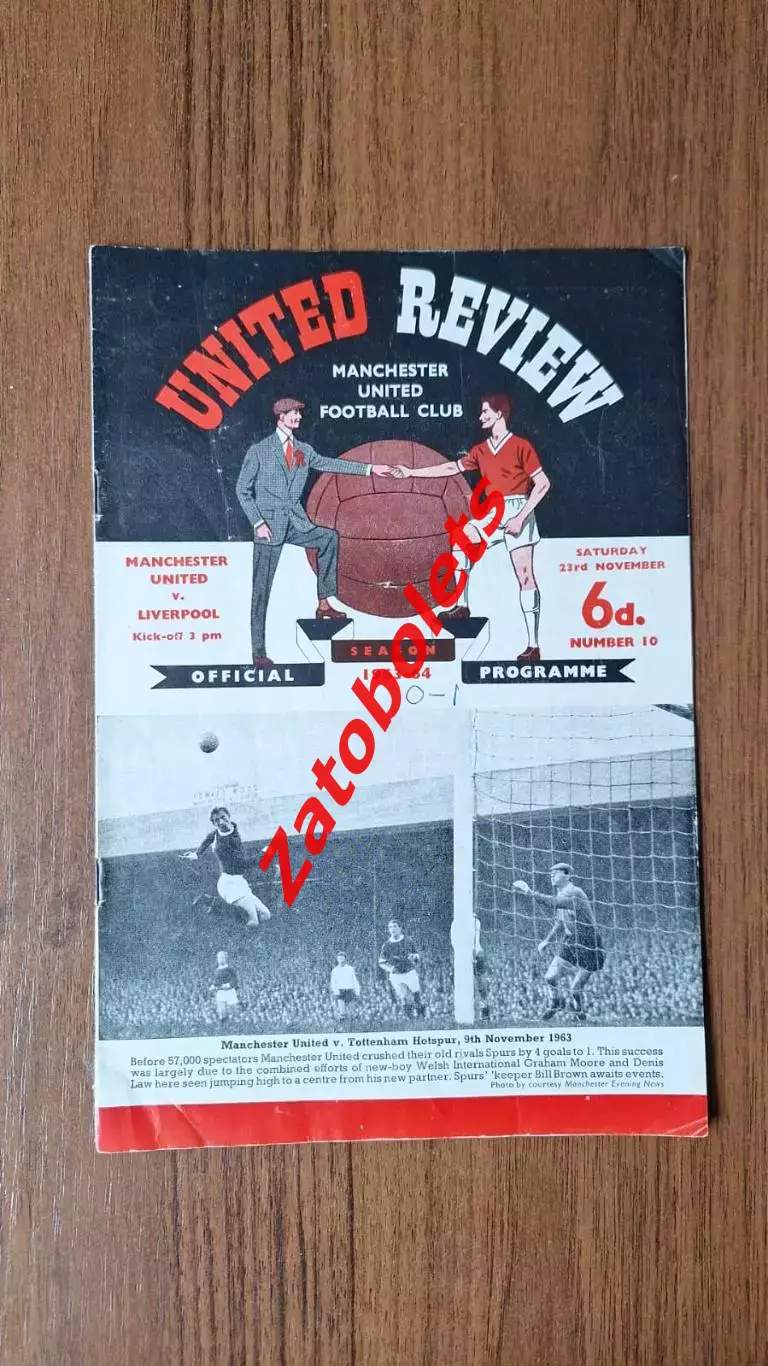 UNITED REVIEW
MANCHESTER
UNITED
FOOTBALL CLUB
MANCHESTER
UNITED
v.
LIVERPOOL
Kick-off 3 pm
SATURDAY
23rd NOVEMBER
6d.
NUMBER 10
SEASON
1963-64
OFFICIAL
PROGRAMME
0 - 1
Zatobolets
Manchester United v. Tottenham Hotspur, 9th November 1963
Before 57,000 spectators Manchester United crushed their old rivals Spurs by 4 goals to 1. This success
was largely due to the combined efforts of new-boy Welsh International Graham Moore and Denis
Law here seen jumping high to a centre from his new partner. Spurs' 'keeper Bill Brown awaits events.
Photo by courtesy Manchester Evening News